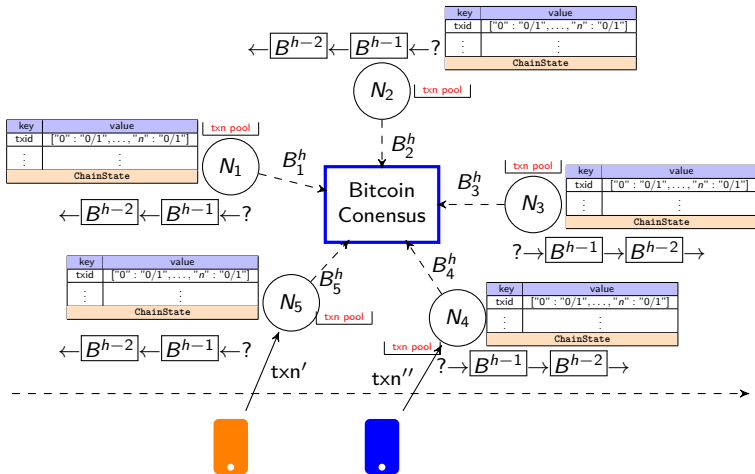 key value
txid ["0" : "0/1",..., "n" : "0/1"]
⋮ ⋮
ChainState
← B^{h−2} ← B^{h−1} ← ?
N_2
txn pool
B_2^h
key value
txid ["0" : "0/1",..., "n" : "0/1"]
⋮ ⋮
ChainState
txn pool
N_1
B_1^h
← B^{h−2} ← B^{h−1} ← ?
Bitcoin
Conensus
txn pool
B_3^h
N_3
key value
txid ["0" : "0/1",..., "n" : "0/1"]
⋮ ⋮
ChainState
? → B^{h−1} → B^{h−2} →
key value
txid ["0" : "0/1",..., "n" : "0/1"]
⋮ ⋮
ChainState
B_5^h
N_5
txn pool
← B^{h−2} ← B^{h−1} ← ?
B_4^h
N_4
key value
txid ["0" : "0/1",..., "n" : "0/1"]
⋮ ⋮
ChainState
txn pool
? → B^{h−1} → B^{h−2} →
txn′
txn″